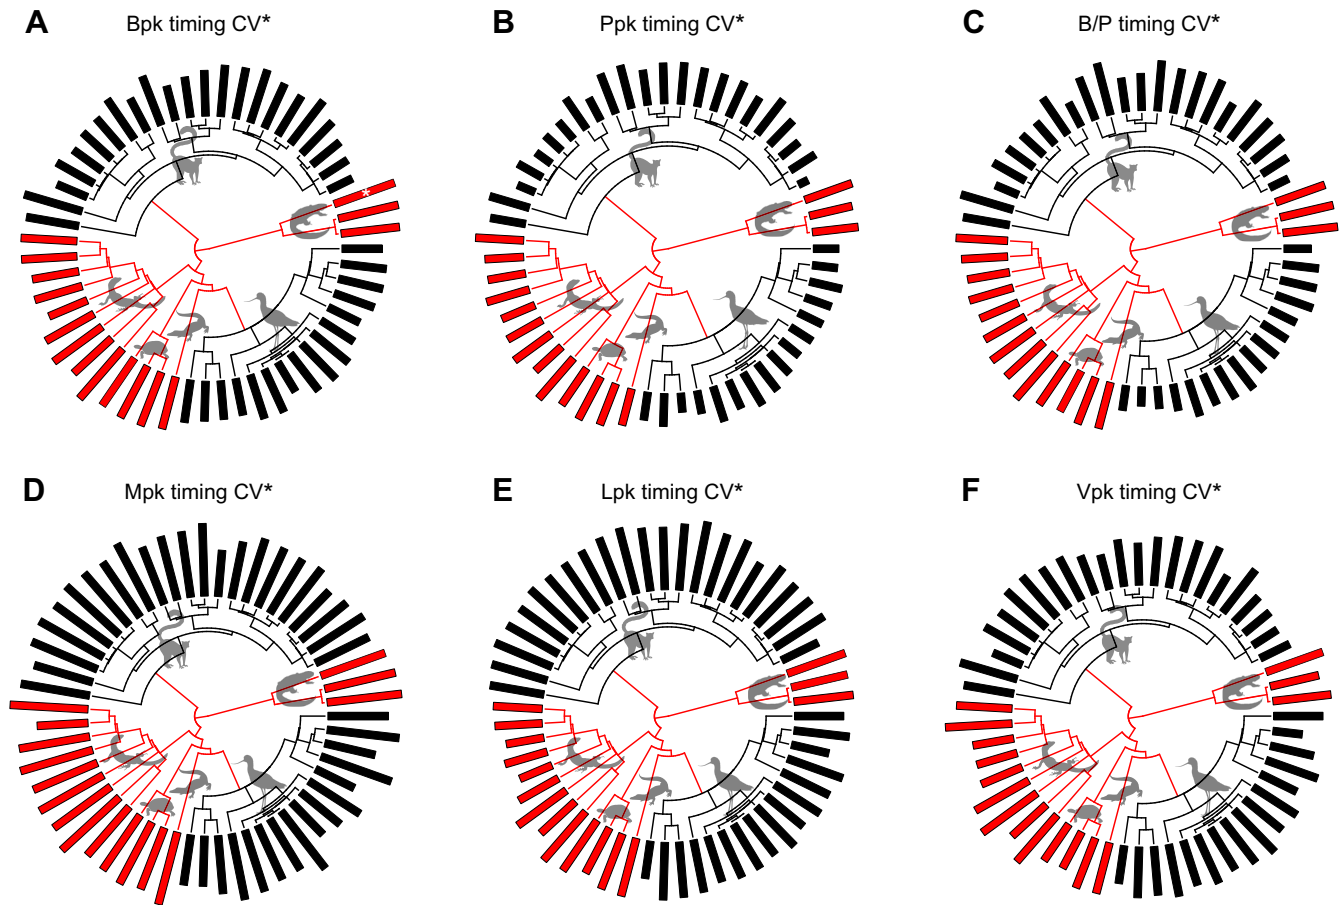 A Bpk timing CV*
B Ppk timing CV*
C B/P timing CV*
*
D Mpk timing CV*
E Lpk timing CV*
F Vpk timing CV*